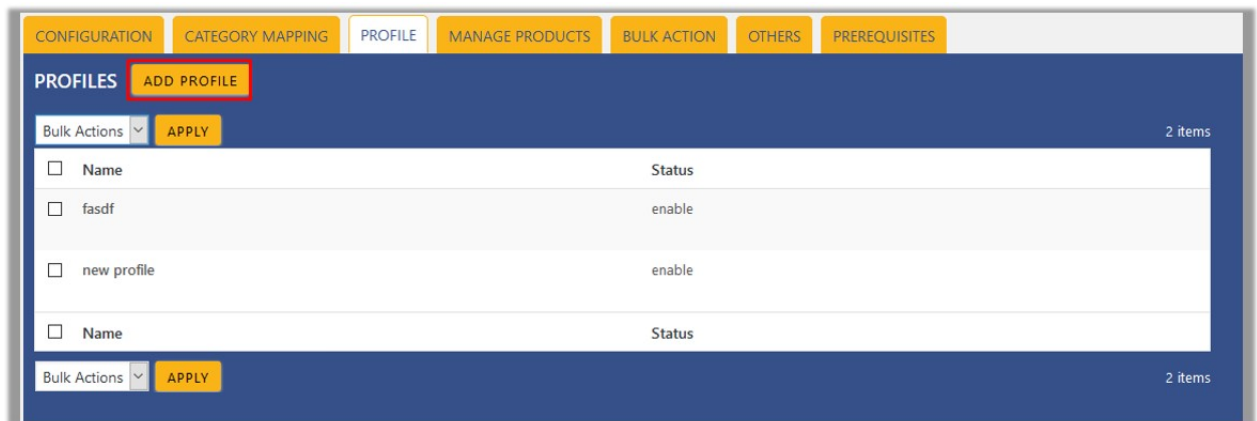 CONFIGURATION CATEGORY MAPPING PROFILE MANAGE PRODUCTS BULK ACTION OTHERS PREREQUISITES
PROFILES ADD PROFILE
Bulk Actions APPLY 2 items
Name Status
fasdf enable
new profile enable
Name Status
Bulk Actions APPLY 2 items